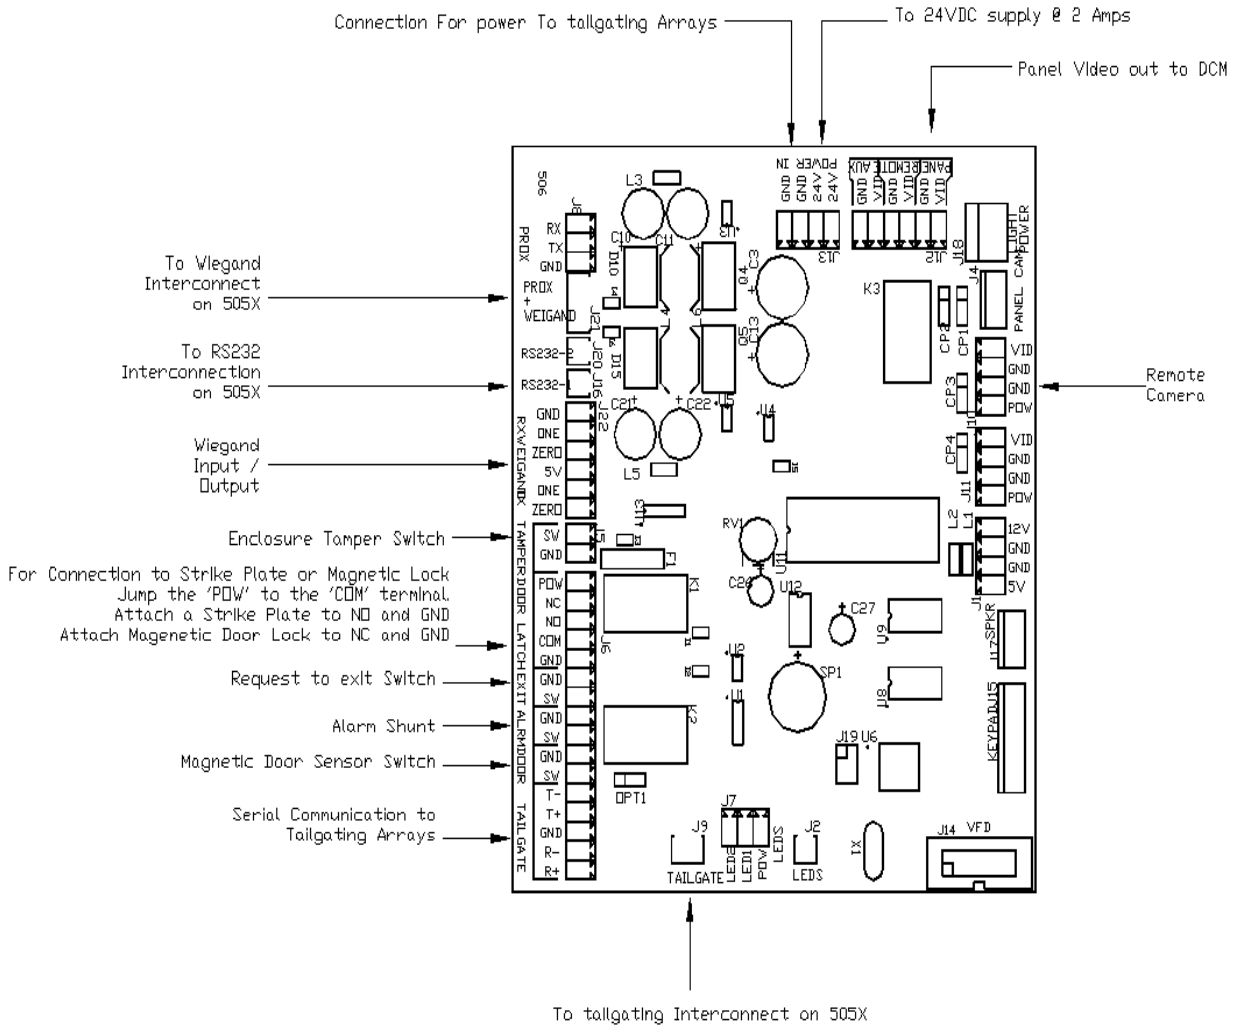 Connection For power To tailgating Arrays
To 24VDC supply @ 2 Amps
Panel Video out to DCM
506
L3
J8
PROX
RX
TX
GND
C10
C11
D10
U3
Q4
C3
POWER IN
GND
GND
24V
24V
J13
AUX
REMOTE
PANEL
GND
VID
GND
VID
GND
VID
J12
J18
LIGHT
POWER
J4
PANEL CAM
K3
CP2
CP1
To Wiegand
Interconnect
on 505X
PROX
+
WEIGAND
J21
L4
L6
Q5
C13
D15
To RS232
Interconnection
on 505X
RS232-2
J20
RS232-1
J16
J22
C21
C22
U5
U4
L5
J5
VID
GND
GND
POW
J10
CP3
Remote
Camera
VID
GND
GND
POW
J11
CP4
Wiegand
Input /
Output
RXWEIGANDX
GND
ONE
ZERO
5V
ONE
ZERO
U13
RV1
U11
L2
L1
12V
GND
GND
5V
J1
Enclosure Tamper Switch
TAMPER
SW
GND
J5
F1
C26
U12
C27
U9
U8
SP1
J17
SPKR
For Connection to Strike Plate or Magnetic Lock
Jump the 'POW' to the 'COM' terminal.
Attach a Strike Plate to NO and GND
Attach Magenetic Door Lock to NC and GND
DOOR LATCH
POW
NC
NO
COM
GND
K1
J6
U2
U1
Request to exit Switch
EXIT
GND
SW
K2
Alarm Shunt
ALRM
GND
SW
Magnetic Door Sensor Switch
DOOR
GND
SW
OPT1
J19
U6
KEYPAD
J15
Serial Communication to
Tailgating Arrays
TAILGATE
T-
T+
GND
R-
R+
J9
TAILGATE
J7
LED2
LED1
POW
LEDS
J2
LEDS
X1
J14
VFD
To tailgating Interconnect on 505X